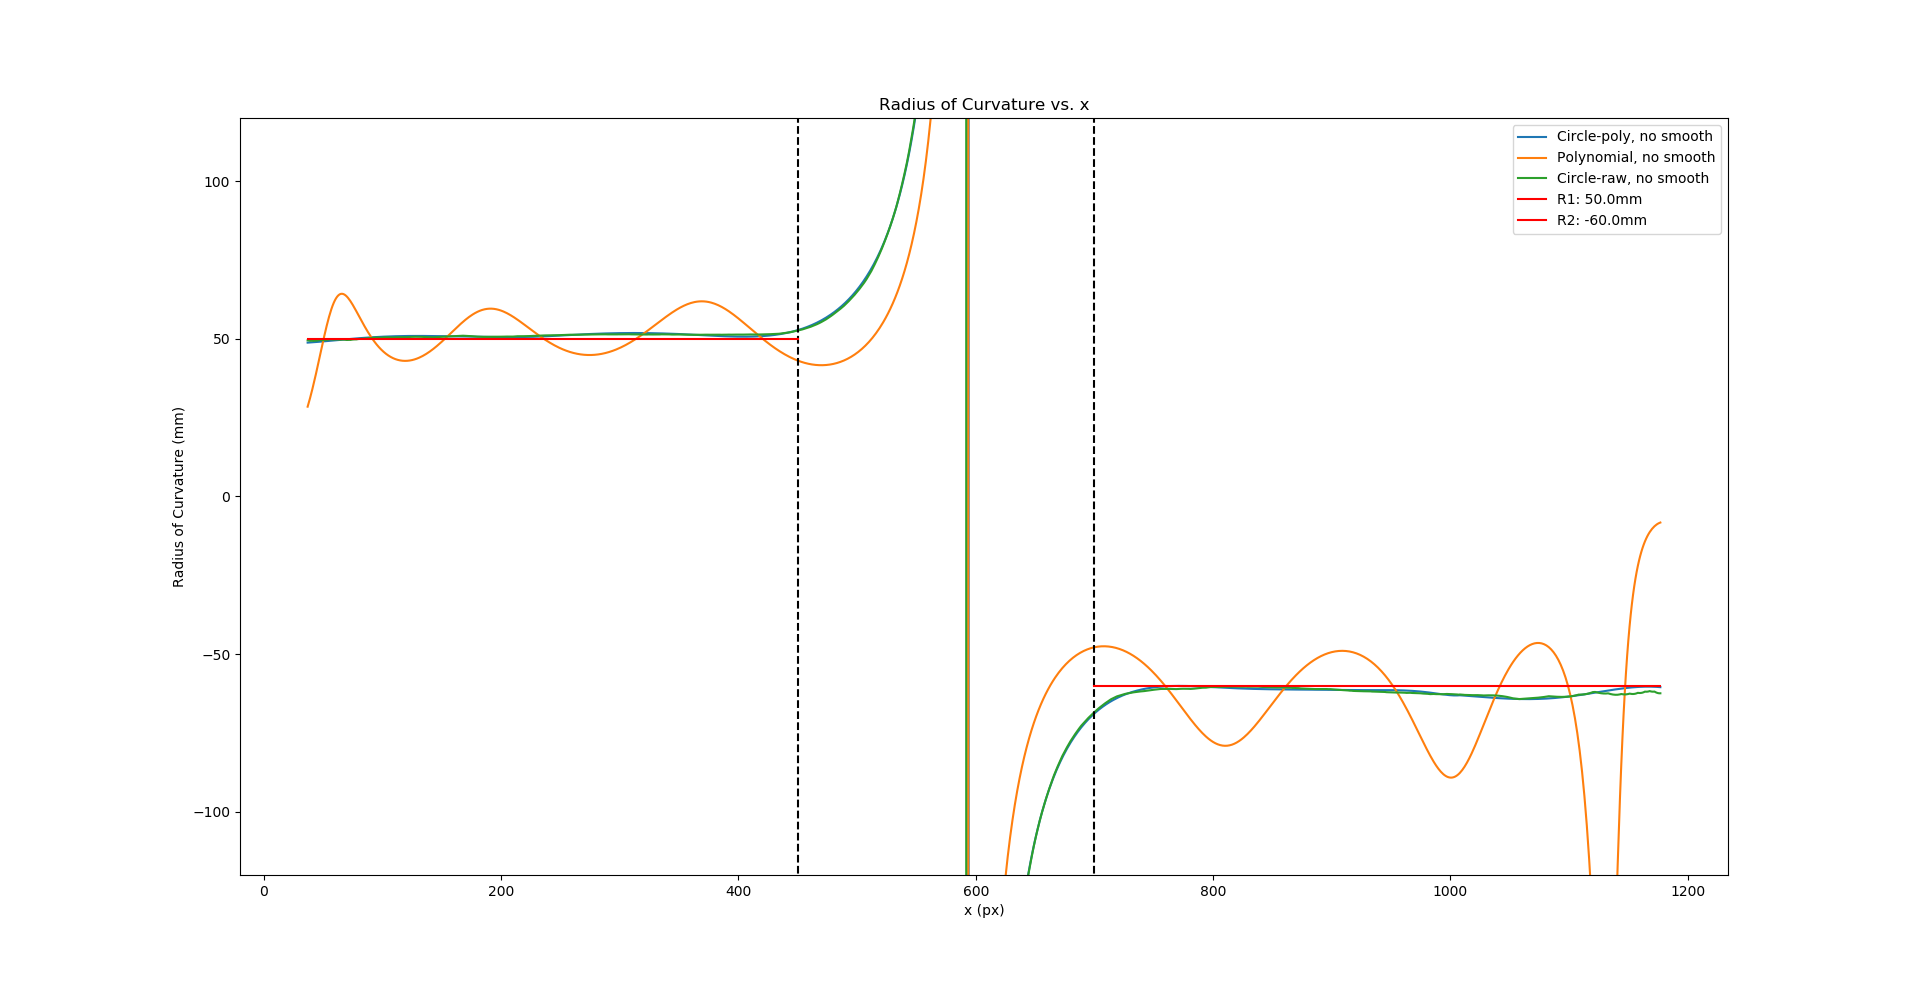 Radius of Curvature vs. x
Circle-poly, no smooth
Polynomial, no smooth
Circle-raw, no smooth
R1: 50.0mm
R2: -60.0mm
Radius of Curvature (mm)
100
50
0
−50
−100
0 200 400 600 800 1000 1200
x (px)